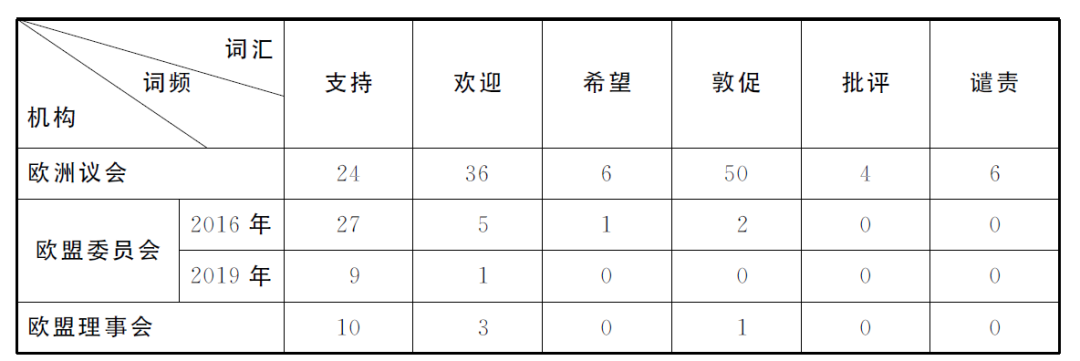 词汇
词频
机构
支持 欢迎 希望 敦促 批评 谴责
欧洲议会 24 36 6 50 4 6
欧盟委员会
2016 年 27 5 1 2 0 0
2019 年 9 1 0 0 0 0
欧盟理事会 10 3 0 1 0 0